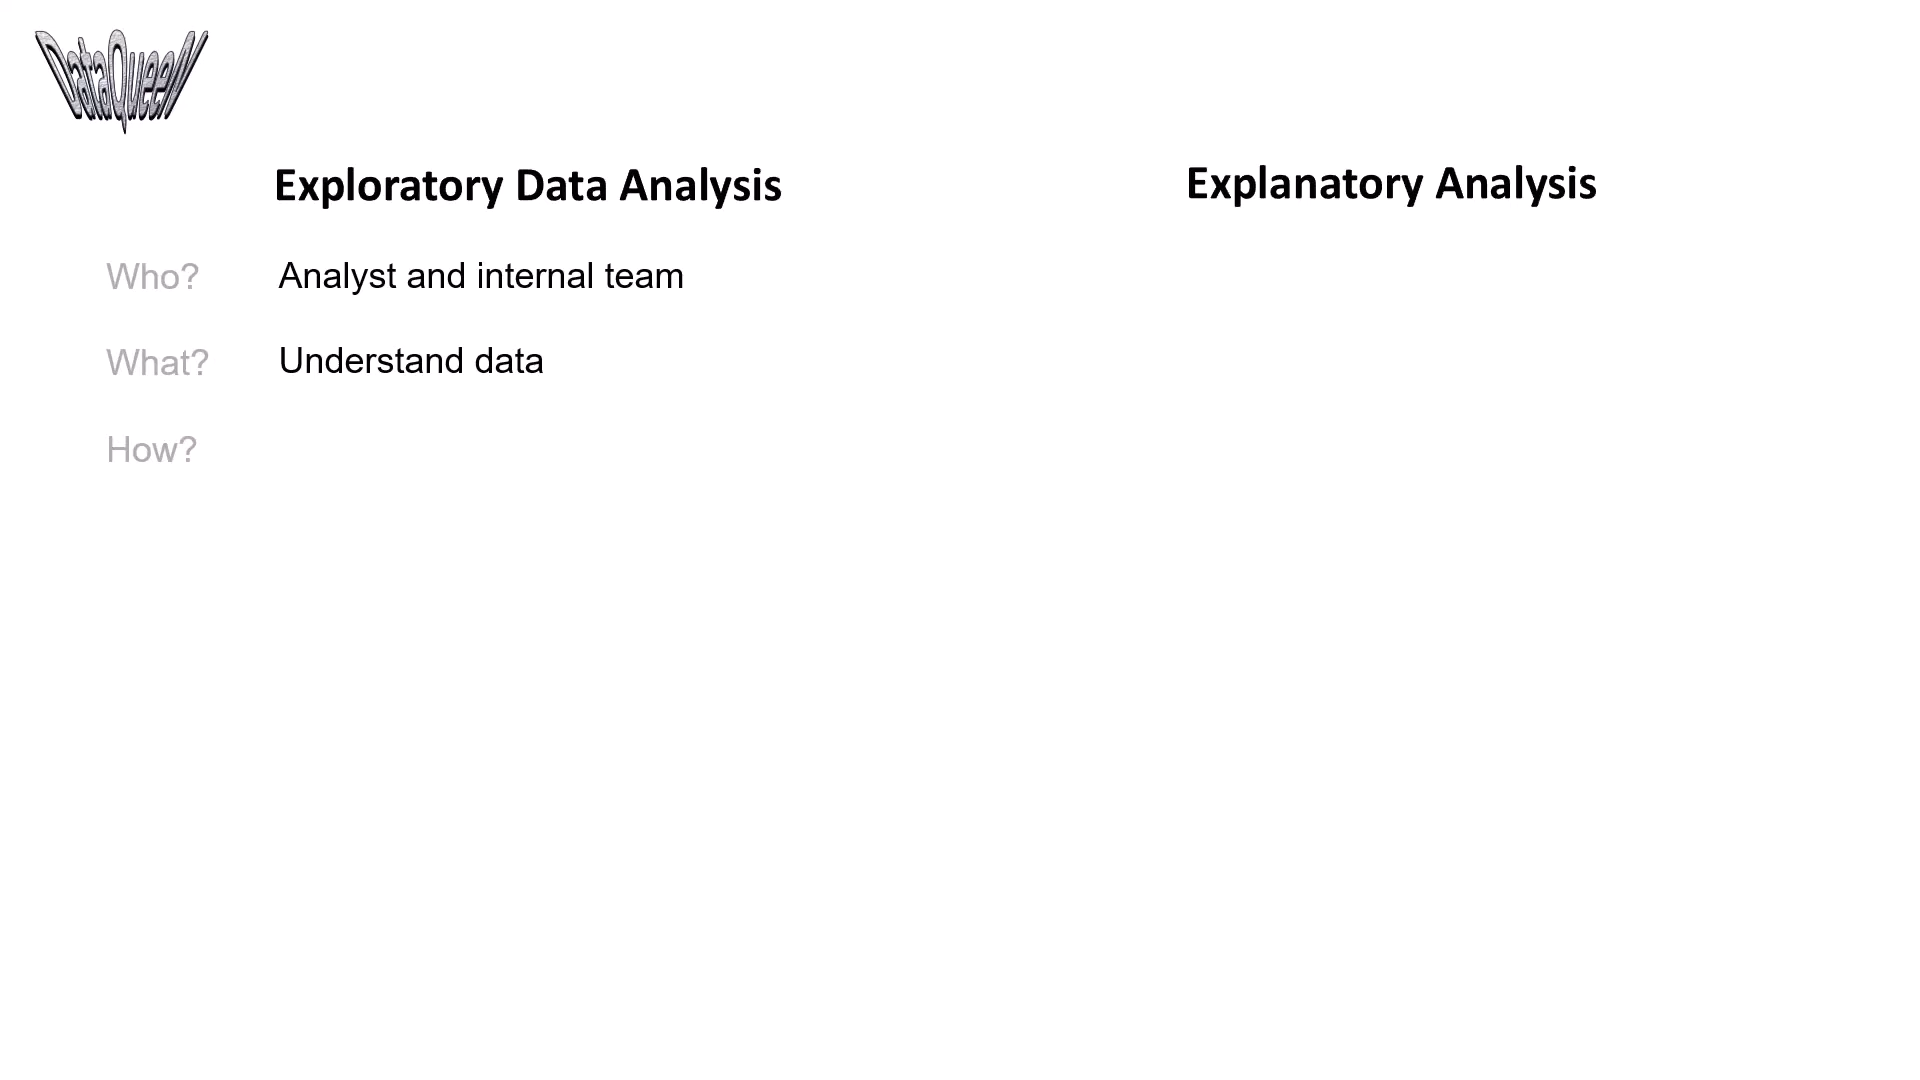 DataQueeN
Exploratory Data Analysis
Explanatory Analysis
Who?
Analyst and internal team
What?
Understand data
How?